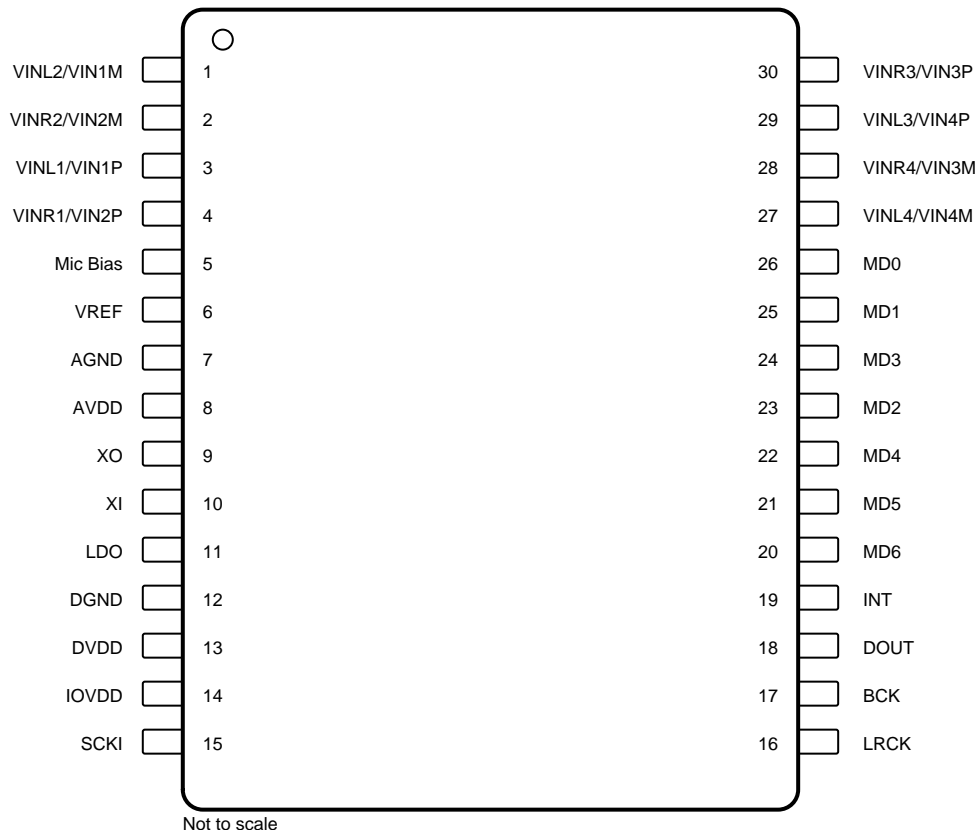 VINL2/VIN1M 1 30 VINR3/VIN3P
VINR2/VIN2M 2 29 VINL3/VIN4P
VINL1/VIN1P 3 28 VINR4/VIN3M
VINR1/VIN2P 4 27 VINL4/VIN4M
Mic Bias 5 26 MD0
VREF 6 25 MD1
AGND 7 24 MD3
AVDD 8 23 MD2
XO 9 22 MD4
XI 10 21 MD5
LDO 11 20 MD6
DGND 12 19 INT
DVDD 13 18 DOUT
IOVDD 14 17 BCK
SCKI 15 16 LRCK
Not to scale